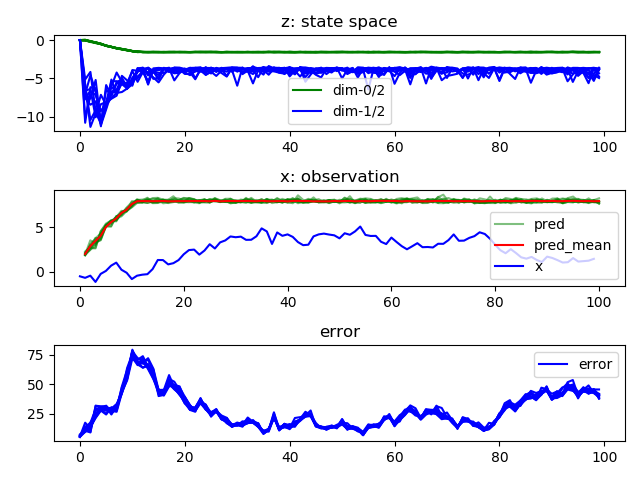 z: state space
0
−5
−10
dim-0/2
dim-1/2
0 20 40 60 80 100
x: observation
5
0
pred
pred_mean
x
0 20 40 60 80 100
error
75
50
25
error
0 20 40 60 80 100